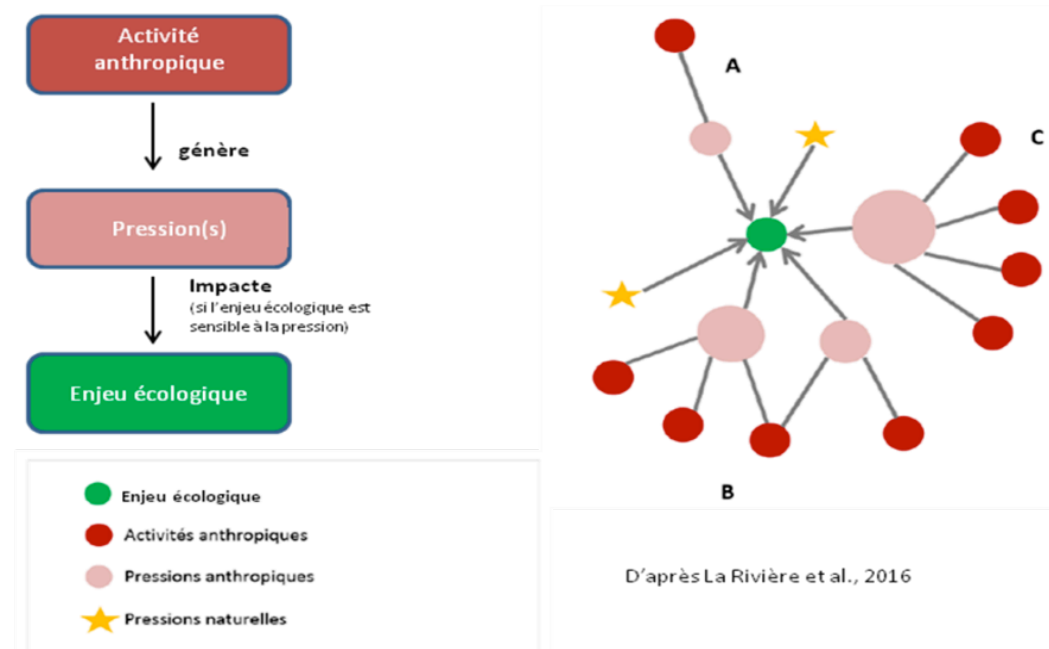 Activité
anthropique
génère
Pression(s)
Impacte
(si l'enjeu écologique est
sensible à la pression)
Enjeu écologique
Enjeu écologique
Activités anthropiques
Pressions anthropiques
Pressions naturelles
A
C
B
D'après La Rivière et al., 2016